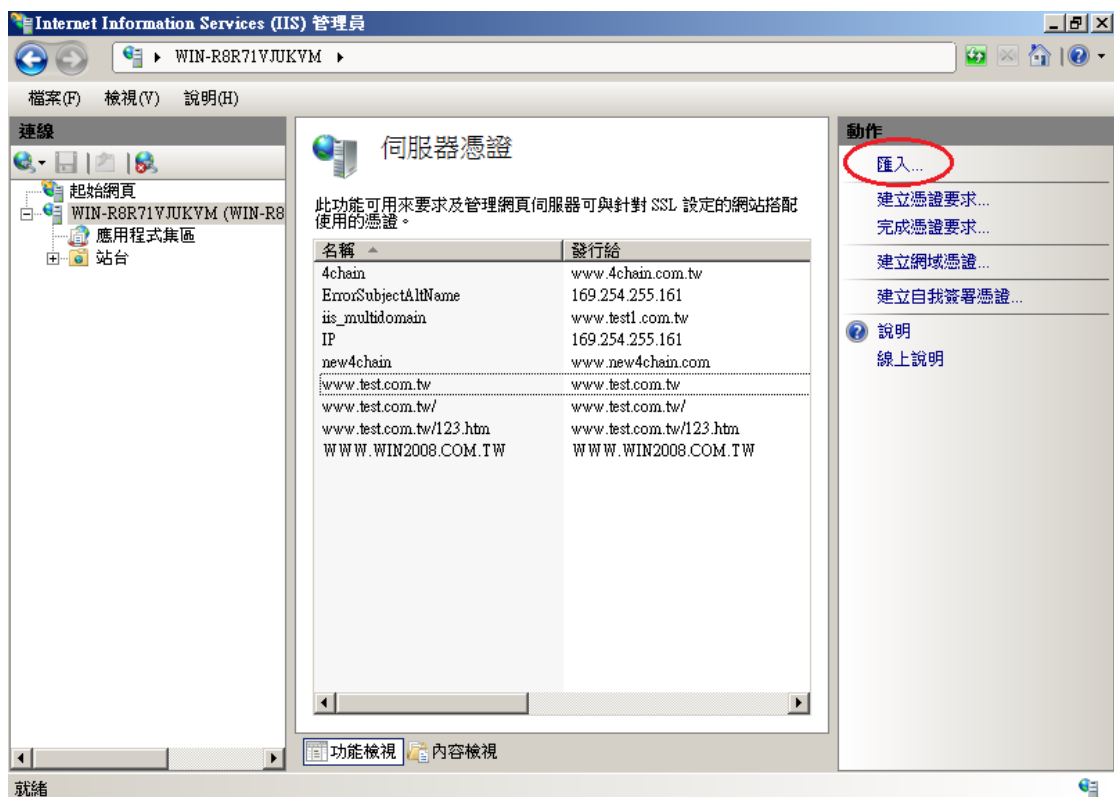 Internet Information Services (IIS) 管理員
WIN-R8R71VJUKVM
檔案(F) 檢視(V) 說明(H)
連線
起始網頁
WIN-R8R71VJUKVM (WIN-R8
應用程式集區
站台
伺服器憑證
此功能可用來要求及管理網頁伺服器可與針對 SSL 設定的網站搭配
使用的憑證。
名稱 發行給
4chain www.4chain.com.tw
ErrorSubjectAltName 169.254.255.161
iis_multidomain www.test1.com.tw
IP 169.254.255.161
new4chain www.new4chain.com
www.test.com.tw www.test.com.tw
www.test.com.tw/ www.test.com.tw/
www.test.com.tw/123.htm www.test.com.tw/123.htm
WWW.WIN2008.COM.TW WWW.WIN2008.COM.TW
功能檢視 內容檢視
動作
匯入...
建立憑證要求...
完成憑證要求...
建立網域憑證...
建立自我簽署憑證...
說明
線上說明
就緒